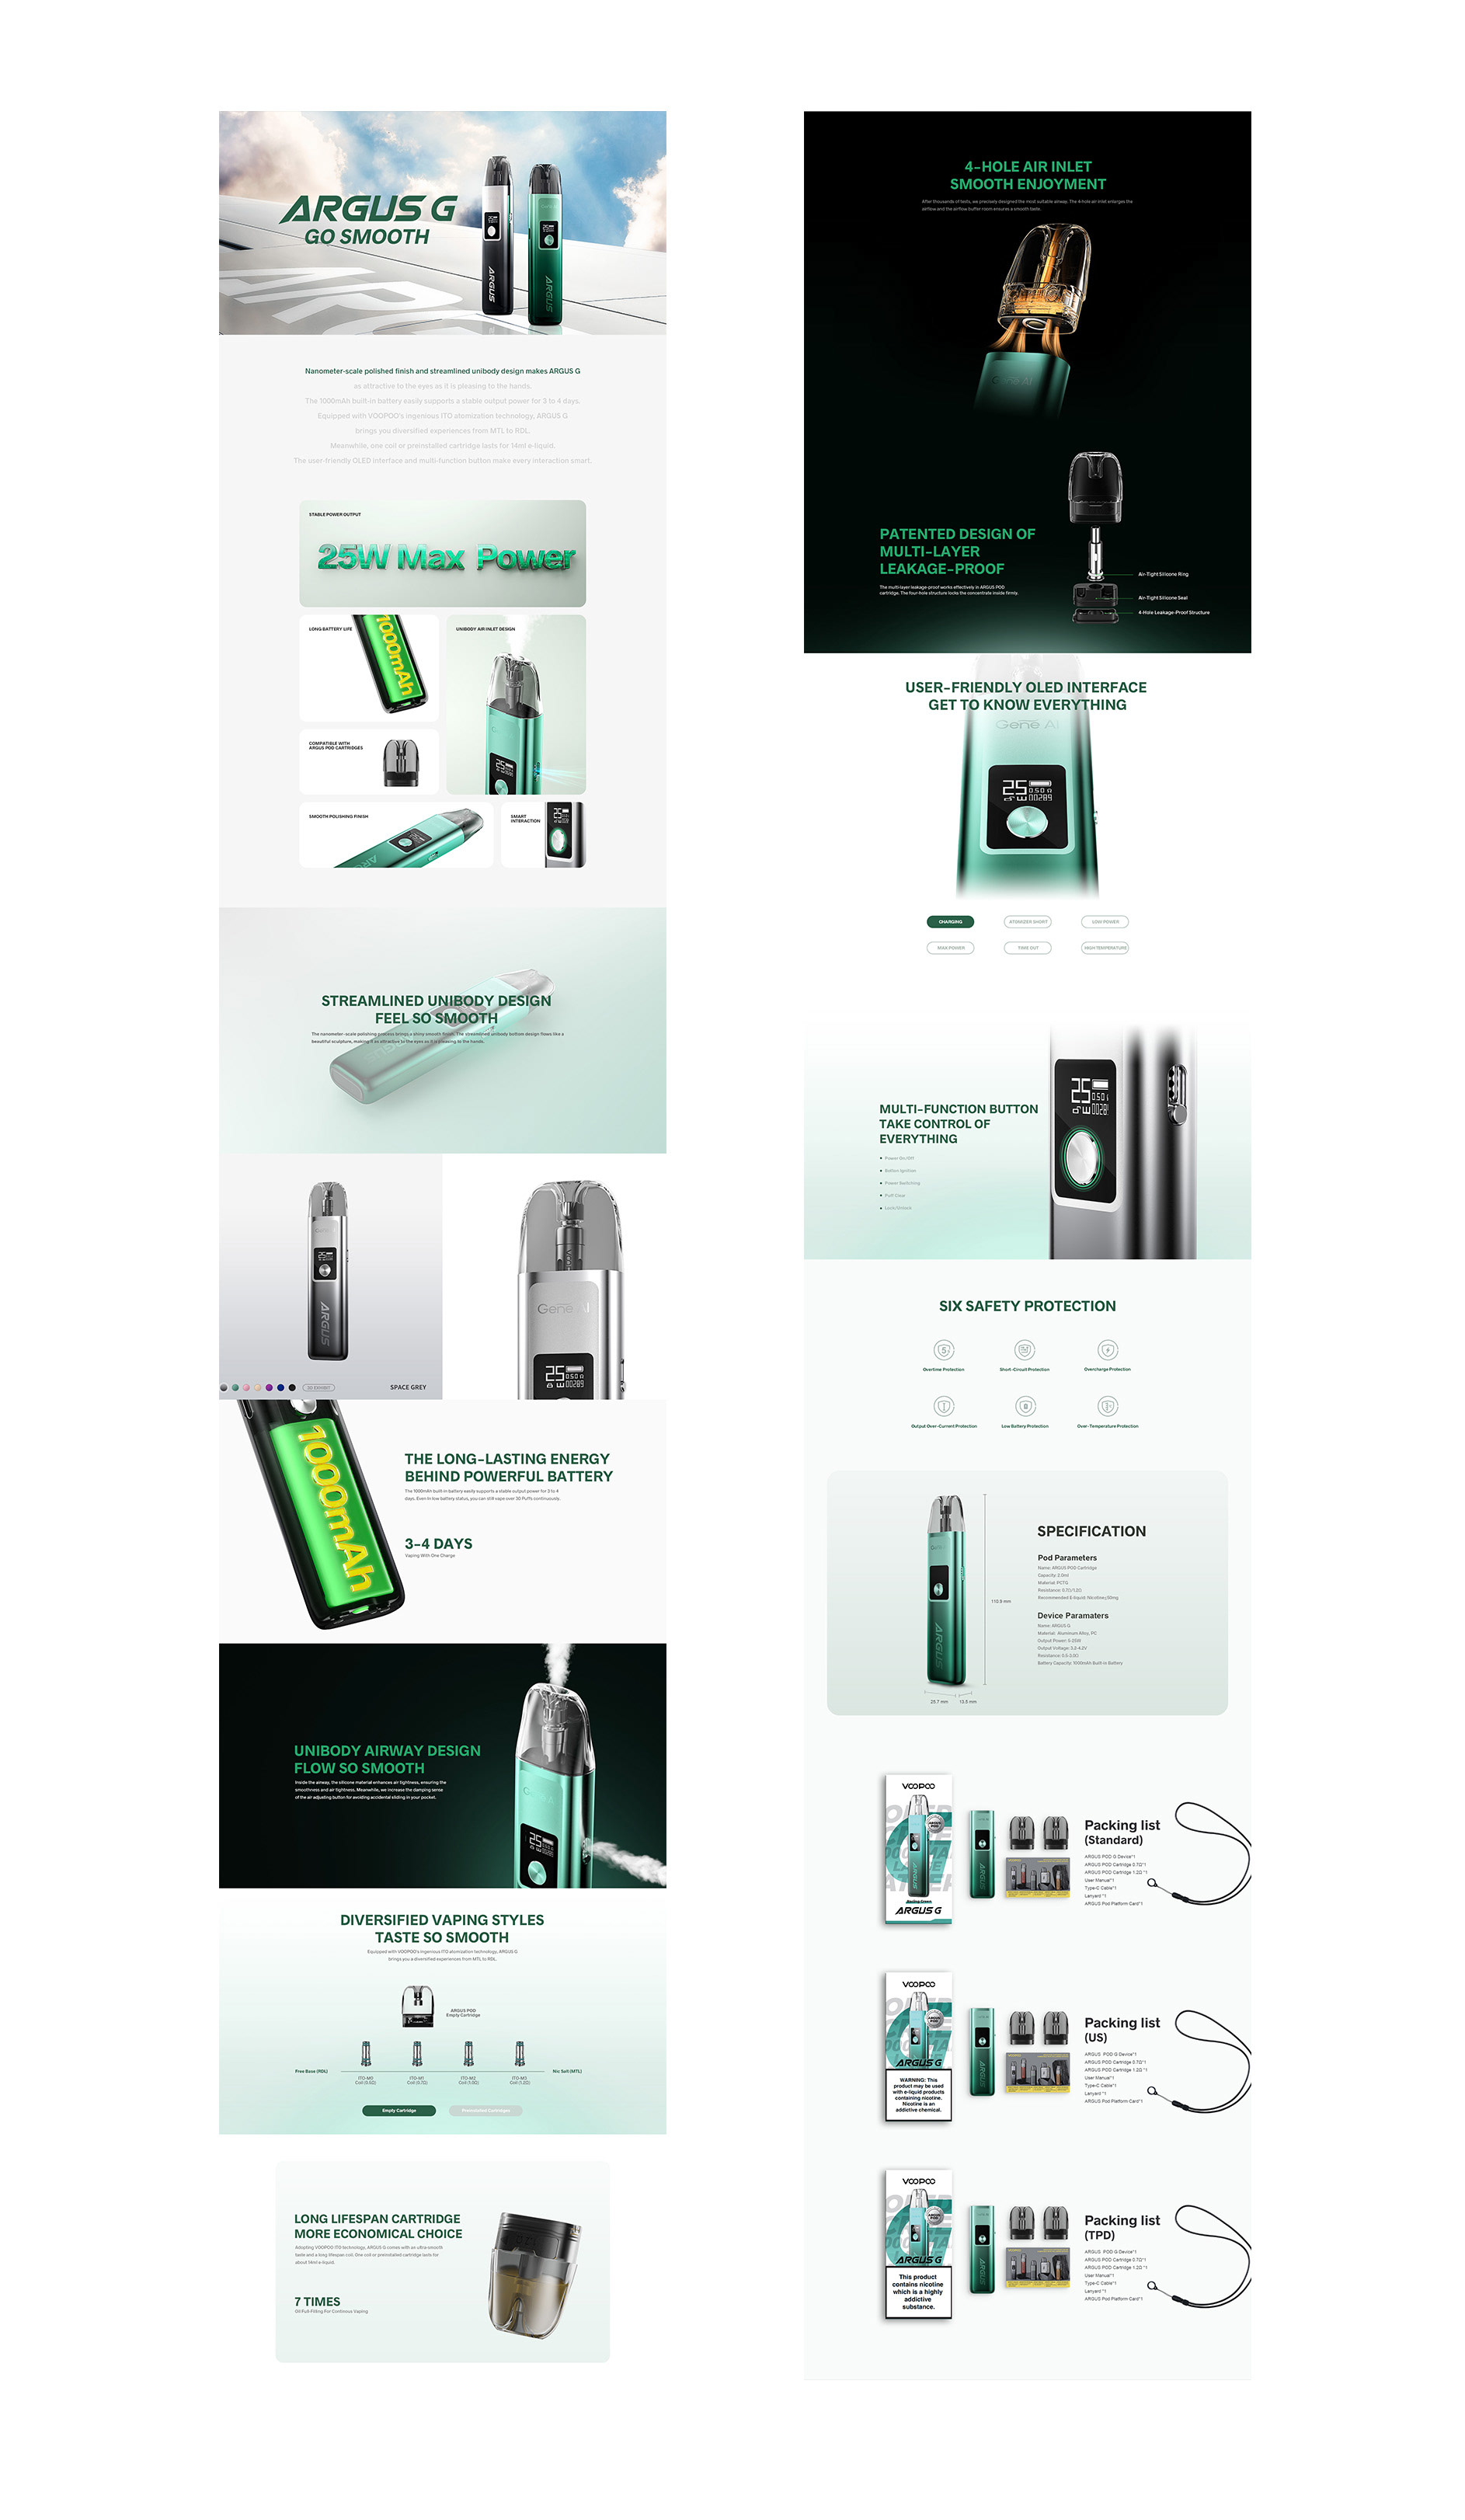 ARGUS G
GO SMOOTH
ARGUS
ARGUS
Nanometer-scale polished finish and streamlined unibody design makes ARGUS G
as attractive to the eyes as it is pleasing to the hands.
The 1000mAh built-in battery easily supports a stable output power for 3 to 4 days.
Equipped with VOOPOO's ingenious ITO atomization technology, ARGUS G
brings you diversified experiences from MTL to RDL.
Meanwhile, one coil or preinstalled cartridge lasts for 14ml e-liquid.
The user-friendly OLED interface and multi-function button make every interaction smart.
STABLE POWER OUTPUT
25W Max Power
LONG BATTERY LIFE
1000mAh
UNIBODY AIR INLET DESIGN
COMPATIBLE WITH
ARGUS POD CARTRIDGES
SMOOTH POLISHING FINISH
SMART
INTERACTION
STREAMLINED UNIBODY DESIGN
FEEL SO SMOOTH
The nanometer-scale polishing process brings a shiny smooth finish. The streamlined unibody bottom design flows like a
beautiful sculpture, making it as attractive to the eyes as it is pleasing to the hands.
ARGUS
3D EXHIBIT
SPACE GREY
Gene AI
25
0.50 Ω
00289
1000mAh
THE LONG-LASTING ENERGY
BEHIND POWERFUL BATTERY
The 1000mAh built-in battery easily supports a stable output power for 3 to 4
days. Even in low battery status, you can still vape over 30 Puffs continuously.
3-4 DAYS
Vaping With One Charge
UNIBODY AIRWAY DESIGN
FLOW SO SMOOTH
Inside the airway, the silicone material enhances air tightness, ensuring the
smoothness and air tightness. Meanwhile, we increase the damping sense
of the air adjusting button for avoiding accidental sliding in your pocket.
25
DIVERSIFIED VAPING STYLES
TASTE SO SMOOTH
Equipped with VOOPOO's ingenious ITO atomization technology, ARGUS G
brings you a diversified experiences from MTL to RDL.
ARGUS POD
Empty Cartridge
Free Base (RDL)
Nic Salt (MTL)
ITO-M0
Coil (0.5Ω)
ITO-M1
Coil (0.7Ω)
ITO-M2
Coil (1.0Ω)
ITO-M3
Coil (1.2Ω)
Empty Cartridge
LONG LIFESPAN CARTRIDGE
MORE ECONOMICAL CHOICE
Adopting VOOPOO ITO technology, ARGUS G comes with an ultra-smooth
taste and a long lifespan coil. One coil or preinstalled cartridge lasts for
about 14ml e-liquid.
7 TIMES
Oil Full-Filling For Continous Vaping
4-HOLE AIR INLET
SMOOTH ENJOYMENT
After thousands of tests, we precisely designed the most suitable airway. The 4-hole air inlet enlarges the
airflow and the airflow buffer room ensures a smooth taste.
Gene AI
PATENTED DESIGN OF
MULTI-LAYER
LEAKAGE-PROOF
The multi-layer leakage-proof works effectively in ARGUS POD
cartridge. The four-hole structure locks the concentrate inside firmly.
Air-Tight Silicone Ring
Air-Tight Silicone Seal
4-Hole Leakage-Proof Structure
USER-FRIENDLY OLED INTERFACE
GET TO KNOW EVERYTHING
Gene AI
25
0.50 Ω
00289
CHARGING
ATOMIZER SHORT
LOW POWER
MAX POWER
TIME OUT
HIGH TEMPERATURE
MULTI-FUNCTION BUTTON
TAKE CONTROL OF
EVERYTHING
Power On/Off
Button Ignition
Power Switching
Puff Clear
Lock/Unlock
25
SIX SAFETY PROTECTION
Overtime Protection
Short-Circuit Protection
Overcharge Protection
Output Over-Current Protection
Low Battery Protection
Over-Temperature Protection
ARGUS
110.8 mm
25.7 mm
13.5 mm
SPECIFICATION
Pod Parameters
Name: ARGUS POD Cartridge
Capacity: 2.0ml
Material: PCTG
Resistance: 0.7Ω/1.2Ω
Recommended E-liquid: Nicotine≤50mg
Device Paramaters
Name: ARGUS G
Material: Aluminum Alloy, PC
Output Power: 5-25W
Output Voltage: 3.2-4.2V
Resistance: 0.5-3.0Ω
Battery Capacity: 1000mAh Built-in Battery
VOOPOO
Racing Green
ARGUS G
Packing list
(Standard)
ARGUS POD G Device*1
ARGUS POD Cartridge 0.7Ω*1
ARGUS POD Cartridge 1.2Ω *1
User Manual*1
Type-C Cable*1
Lanyard *1
ARGUS Pod Platform Card*1
VOOPOO
ARGUS G
WARNING: This
product may be used
with e-liquid products
containing nicotine.
Nicotine is an
addictive chemical.
Packing list
(US)
ARGUS POD G Device*1
ARGUS POD Cartridge 0.7Ω*1
ARGUS POD Cartridge 1.2Ω *1
User Manual*1
Type-C Cable*1
Lanyard *1
ARGUS Pod Platform Card*1
VOOPOO
ARGUS G
This product
contains nicotine
which is a highly
addictive
substance.
Packing list
(TPD)
ARGUS POD G Device*1
ARGUS POD Cartridge 0.7Ω*1
ARGUS POD Cartridge 1.2Ω *1
User Manual*1
Type-C Cable*1
Lanyard *1
ARGUS Pod Platform Card*1